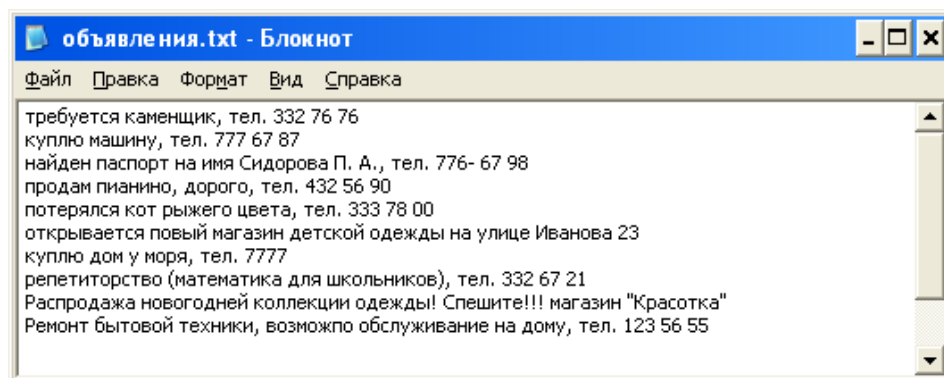 объявления.txt - Блокнот
Файл Правка Формат Вид Справка
требуется каменщик, тел. 332 76 76
куплю машину, тел. 777 67 87
найден паспорт на имя Сидорова П. А., тел. 776- 67 98
продам пианино, дорого, тел. 432 56 90
потерялся кот рыжего цвета, тел. 333 78 00
открывается повый магазин детской одежды на улице Иванова 23
куплю дом у моря, тел. 7777
репетиторство (математика для школьников), тел. 332 67 21
Распродажа новогодней коллекции одежды! Спешите!!! магазин "Красотка"
Ремонт бытовой техники, возможпо обслуживание на дому, тел. 123 56 55